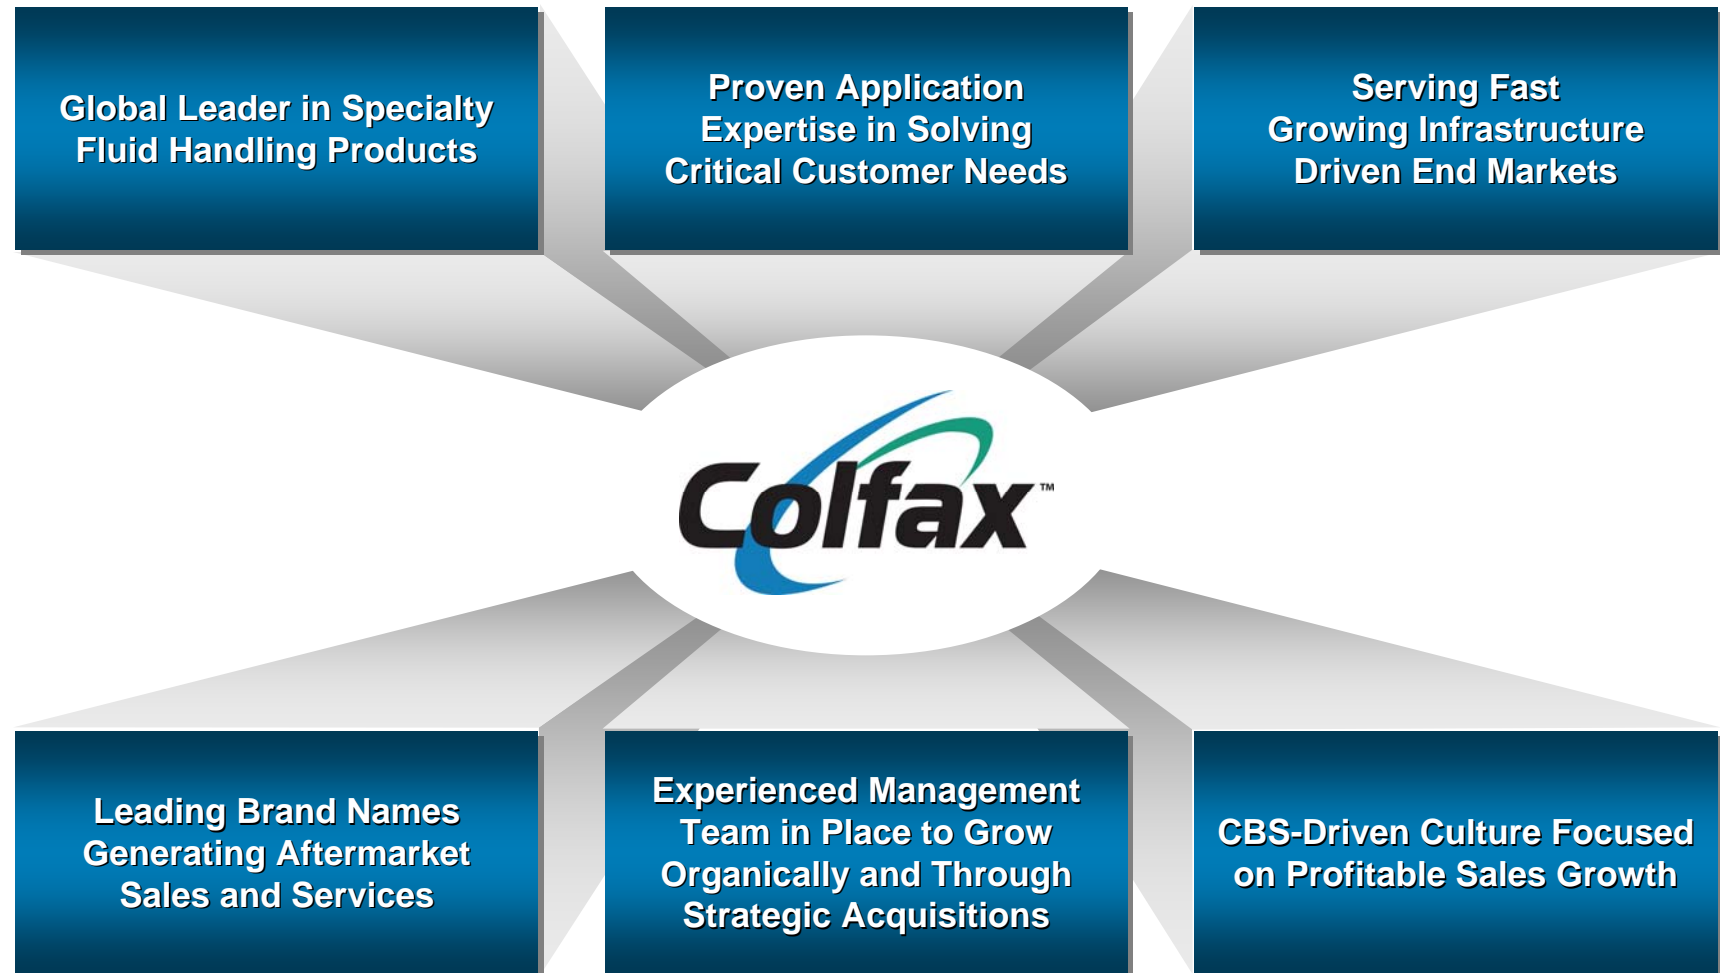 Global Leader in Specialty
Fluid Handling Products
Proven Application
Expertise in Solving
Critical Customer Needs
Serving Fast
Growing Infrastructure
Driven End Markets
Colfax™
Leading Brand Names
Generating Aftermarket
Sales and Services
Experienced Management
Team in Place to Grow
Organically and Through
Strategic Acquisitions
CBS-Driven Culture Focused
on Profitable Sales Growth